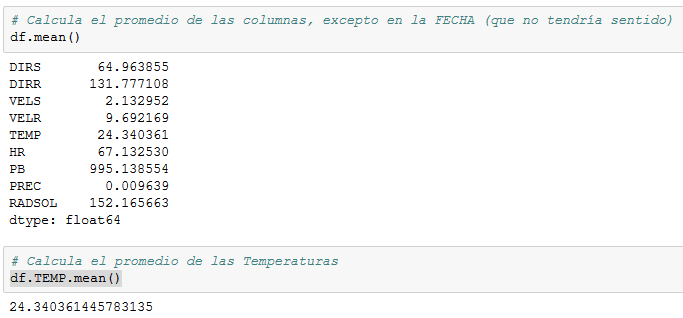 # Calcula el promedio de las columnas, excepto en la FECHA (que no tendría sentido)
df.mean()
DIRS 64.963855
DIRR 131.777108
VELS 2.132952
VELR 9.692169
TEMP 24.340361
HR 67.132530
PB 995.138554
PREC 0.009639
RADSOL 152.165663
dtype: float64
# Calcula el promedio de las Temperaturas
df.TEMP.mean()
24.340361445783135